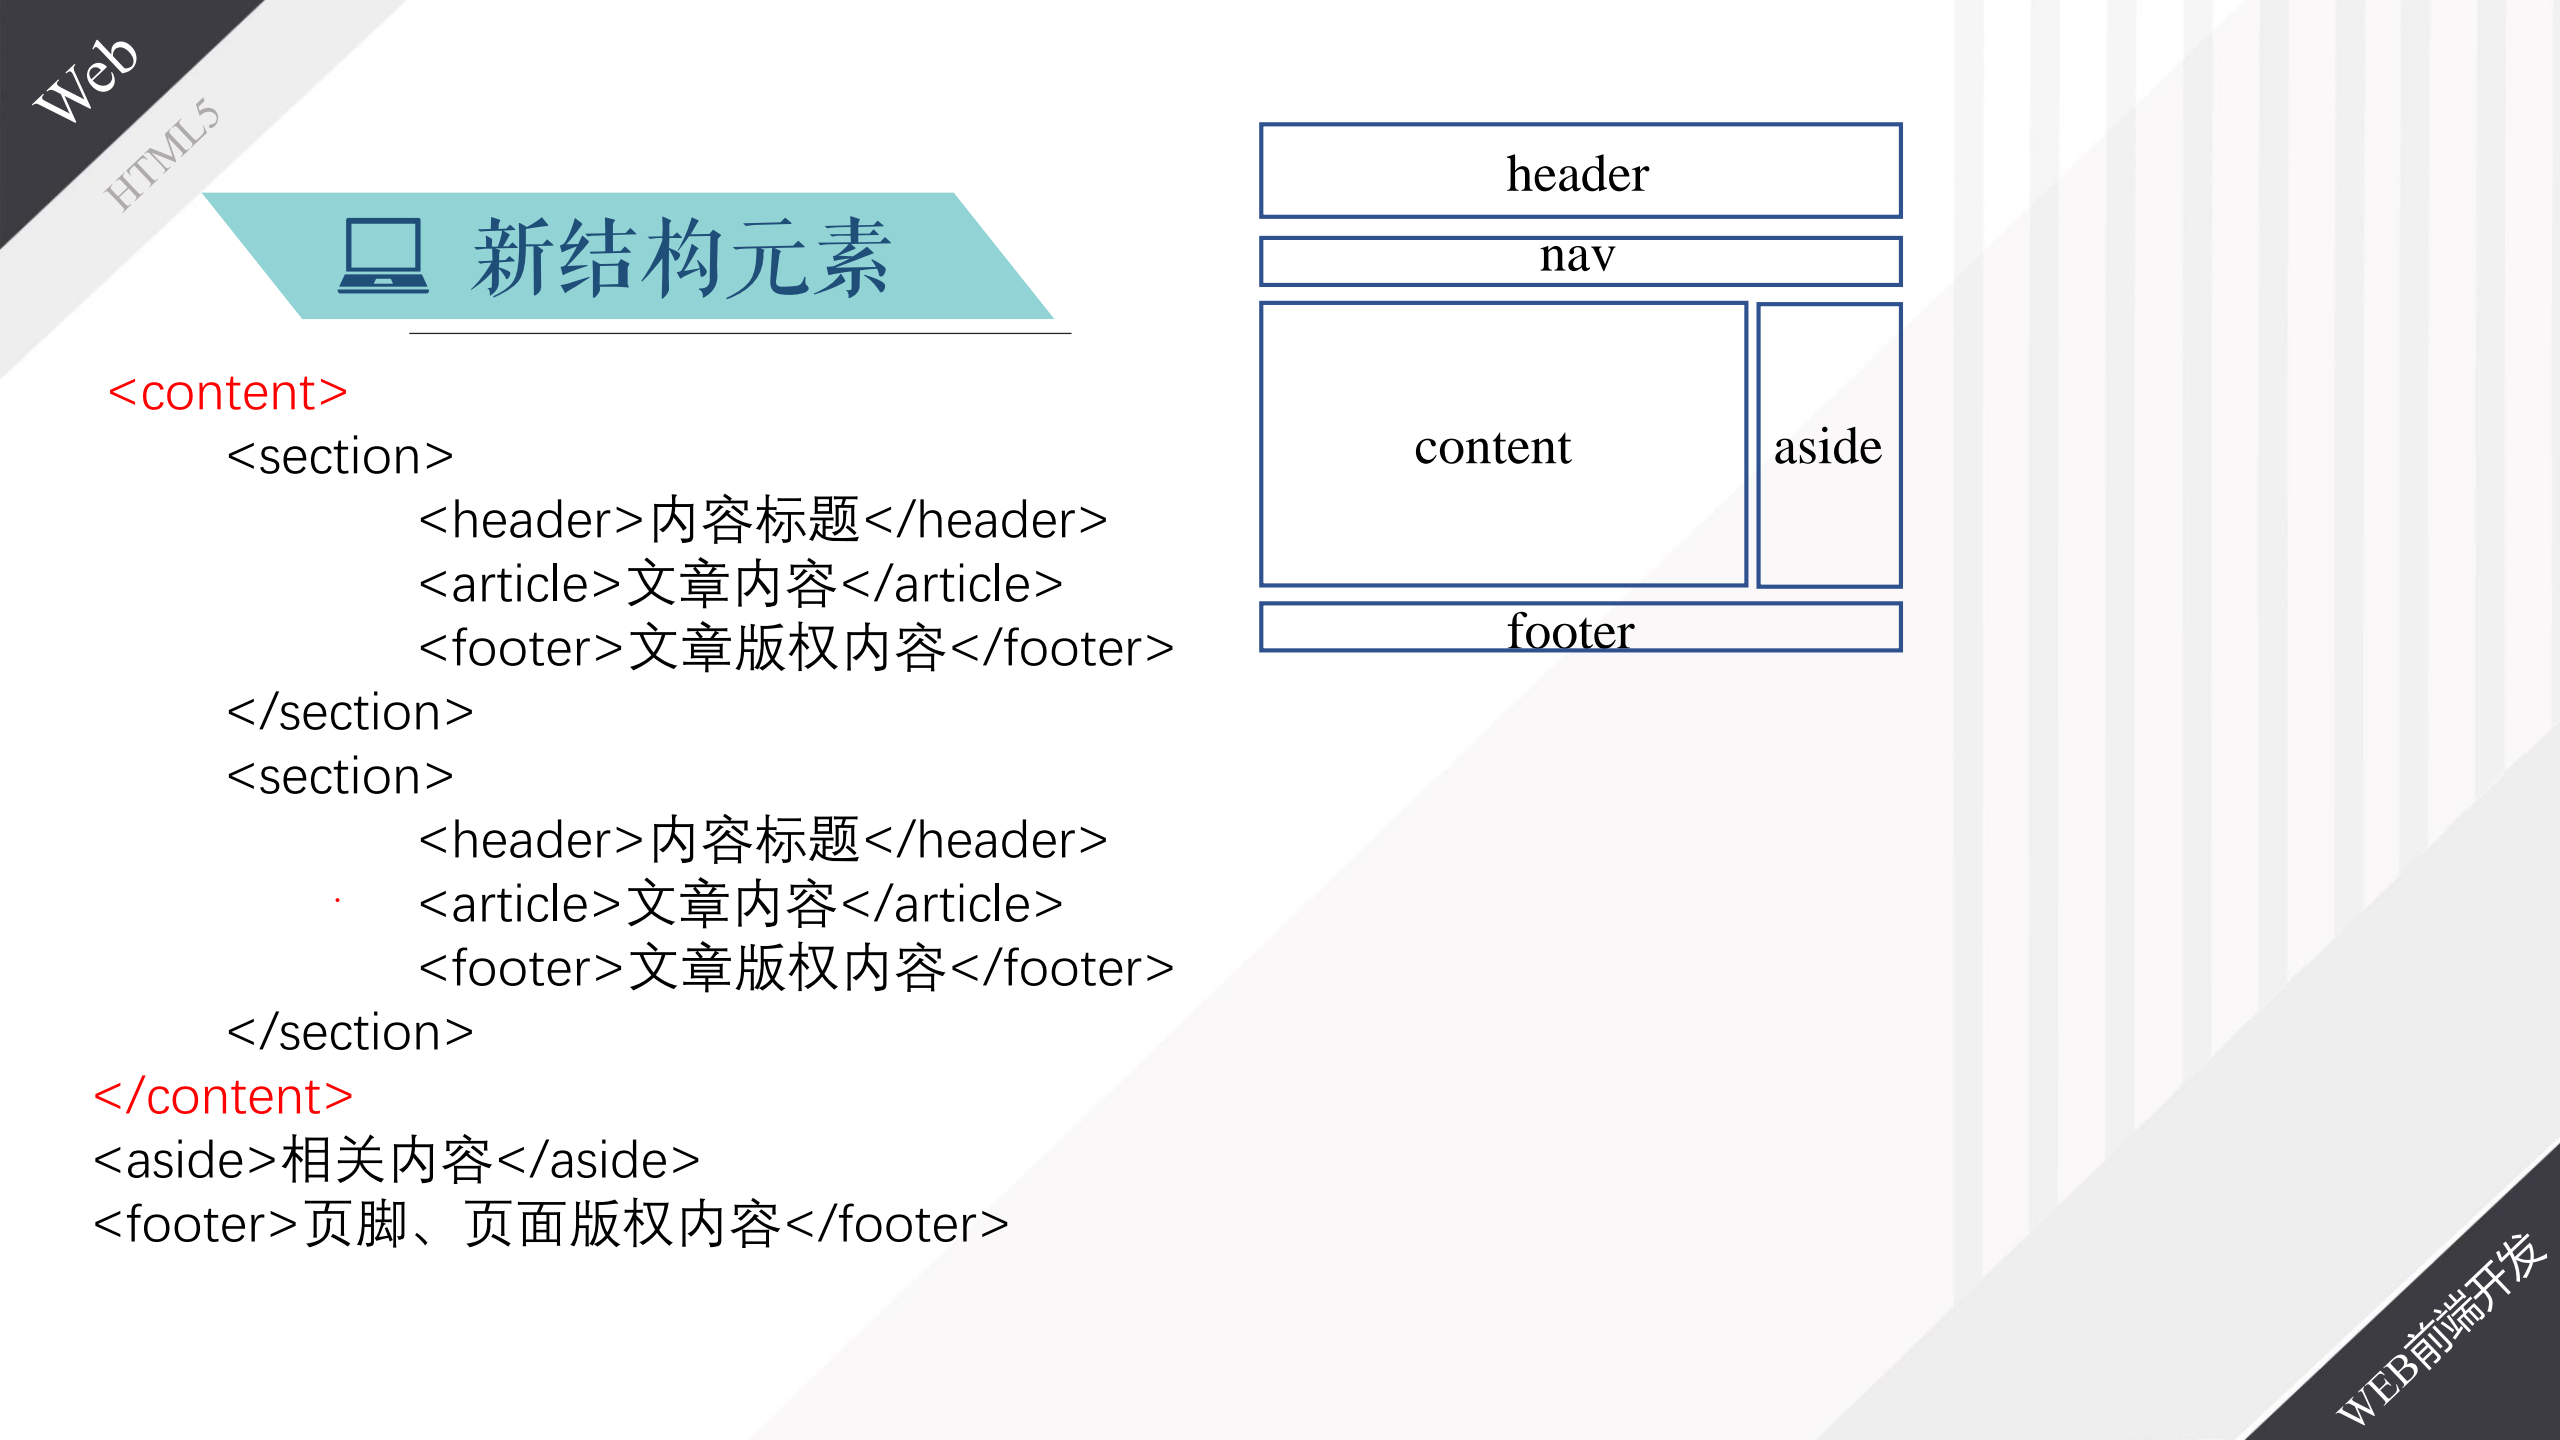 Web
HTML5
新结构元素
<content>
<section>
<header>内容标题</header>
<article>文章内容</article>
<footer>文章版权内容</footer>
</section>
<section>
<header>内容标题</header>
<article>文章内容</article>
<footer>文章版权内容</footer>
</section>
</content>
<aside>相关内容</aside>
<footer>页脚、页面版权内容</footer>
header
nav
content
aside
footer
WEB前端开发